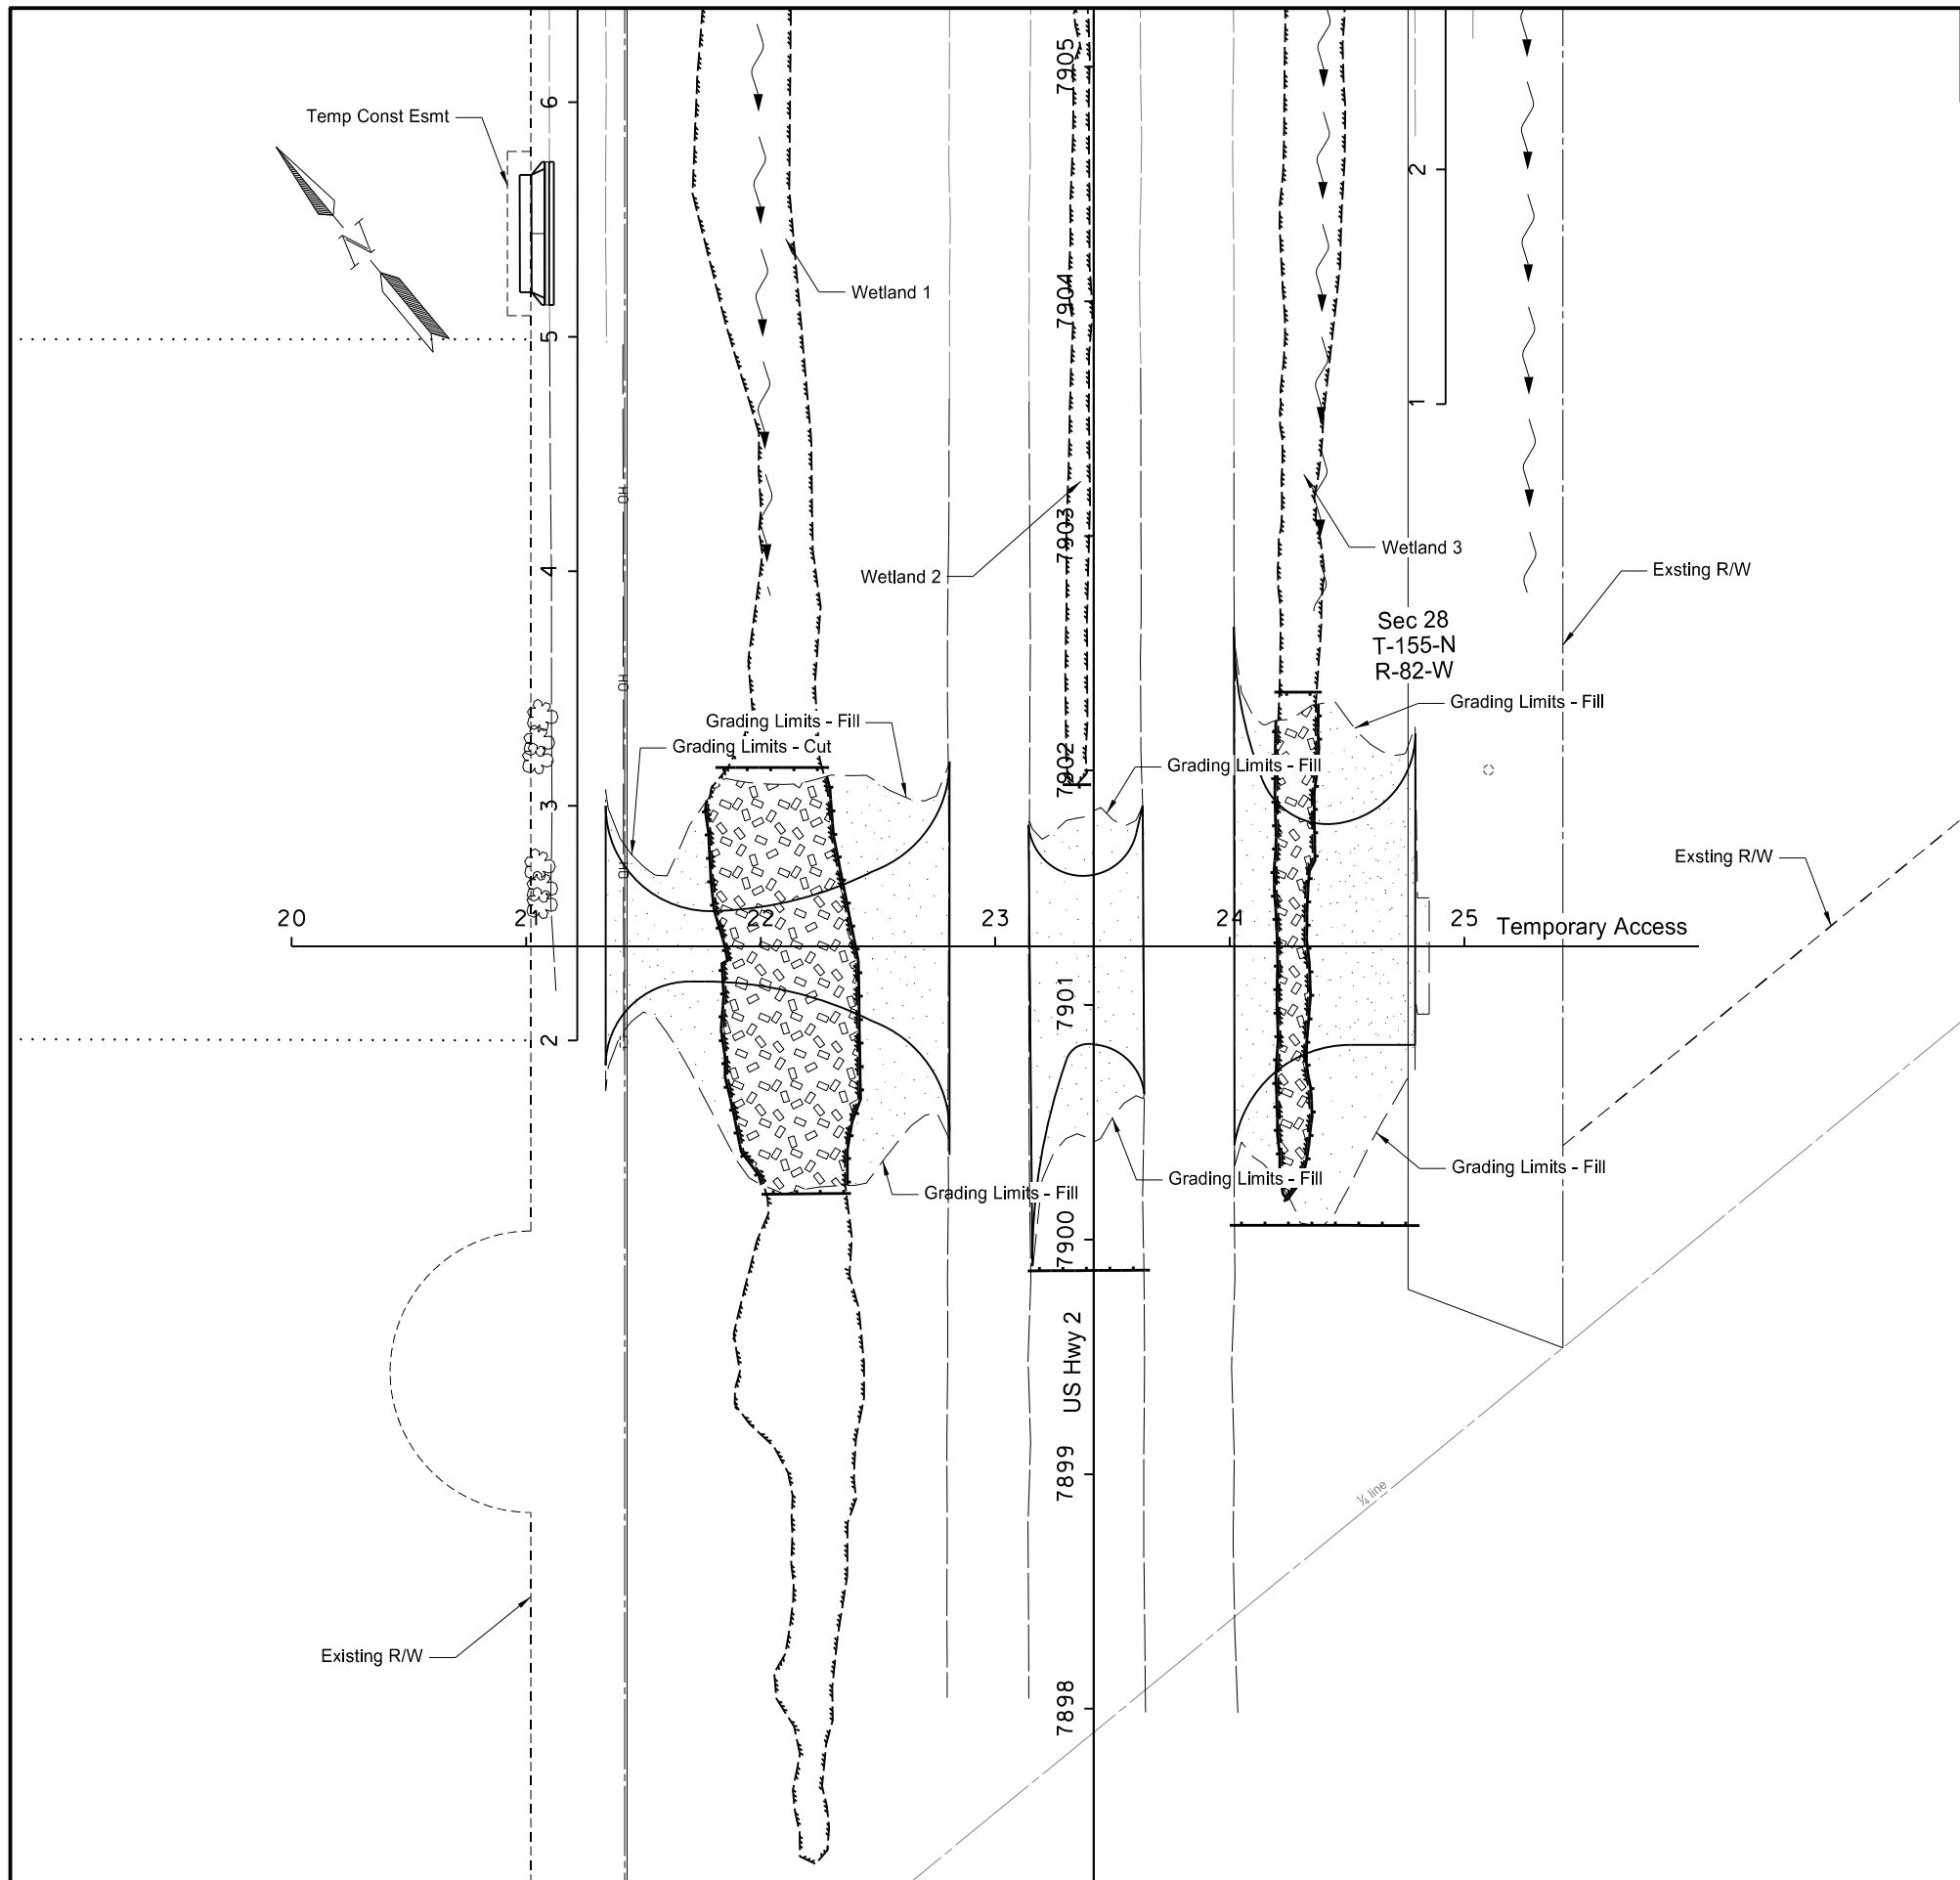 7905
6
Temp Const Esmt
2
N
Wetland 1
7904
5
1
OH
7903
Wetland 3
4
Wetland 2
Exsting R/W
Sec 28
T-155-N
R-82-W
OH
Grading Limits - Fill
Grading Limits - Fill
Grading Limits - Cut
7902
Grading Limits - Fill
3
Exsting R/W
OH
20
21
22
23
24
25
Temporary Access
7901
2
Grading Limits - Fill
Grading Limits - Fill
Grading Limits - Fill
7900
US Hwy 2
7899
¼ line
Existing R/W
7898